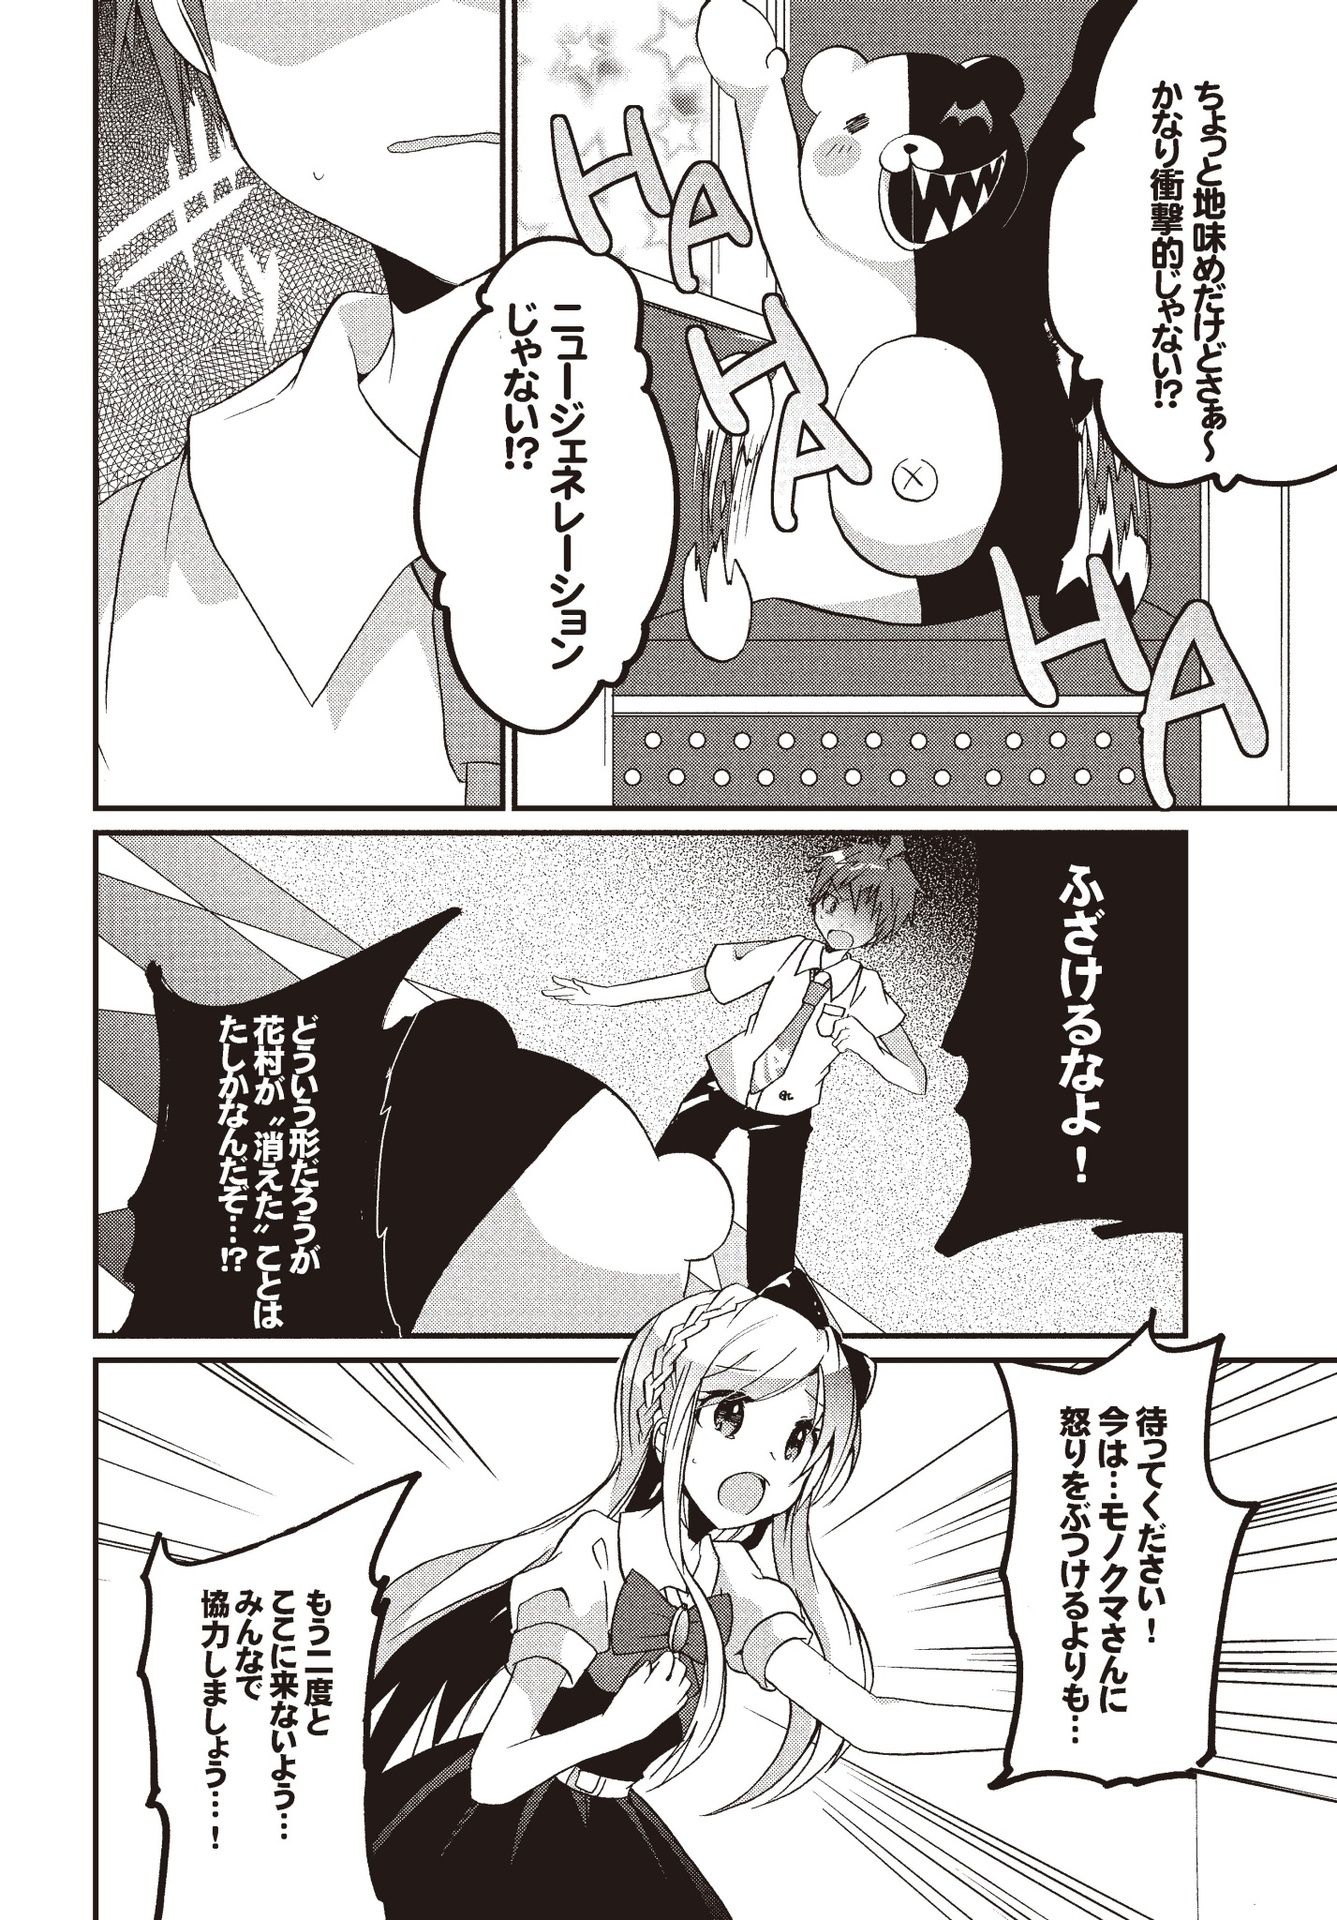 ちょっと地味めだけどさぁ〜
かなり衝撃的じゃない!?
HA
HA
HA
HA
ニュージェネレーション
じゃない!?
ふざけるなよ！
どういう形だろうが
花村が〝消えた〟ことは
たしかなんだぞ…!?
待ってください！
今は…モノクマさんに
怒りをぶつけるよりも…
もう二度と
ここに来ないよう…
みんなで
協力しましょう…！